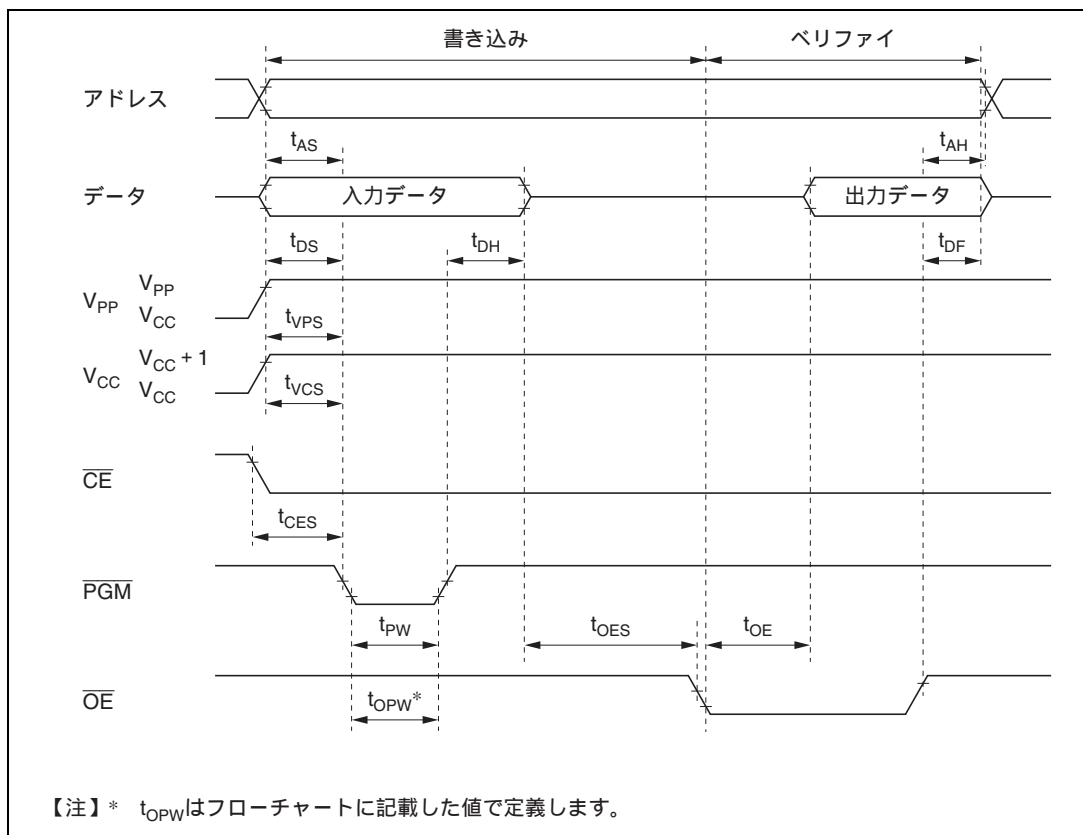 書き込み ベリファイ
アドレス
tAS tAH
データ 入力データ 出力データ
tDS tDH tDF
VPP VPP
VCC
tVPS
VCC VCC + 1
VCC
tVCS
CE
tCES
PGM
tPW tOES tOE
OE
tOPW*
【注】* tOPWはフローチャートに記載した値で定義します。